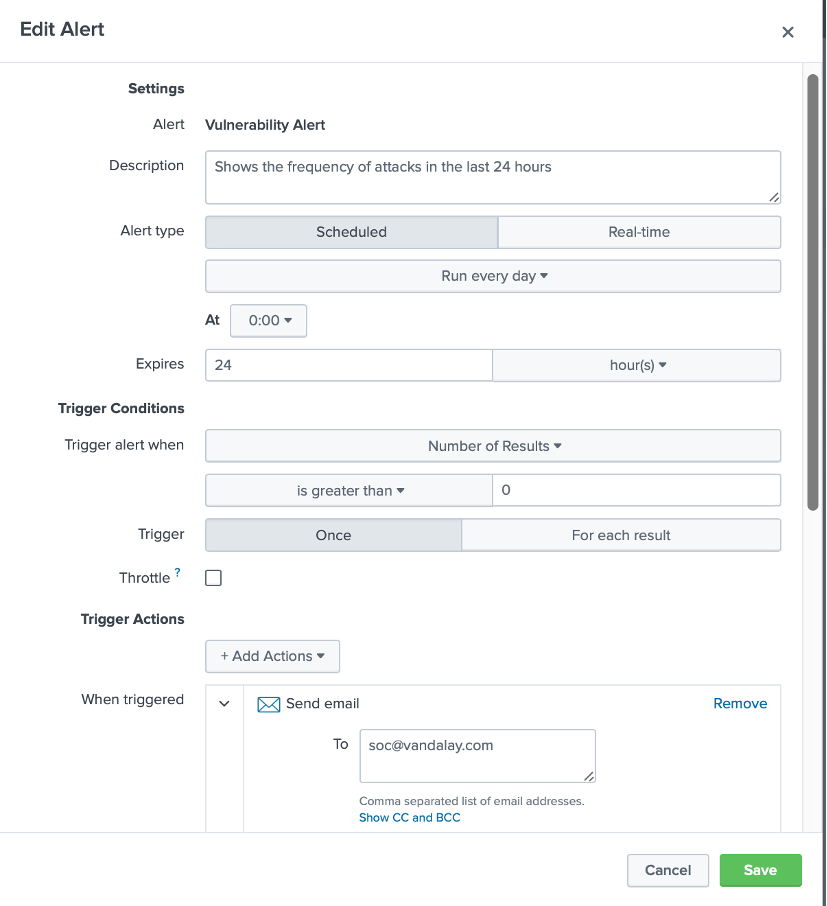 Edit Alert
Settings
Alert Vulnerability Alert
Description Shows the frequency of attacks in the last 24 hours
Alert type Scheduled Real-time
Run every day
At 0:00
Expires 24 hour(s)
Trigger Conditions
Trigger alert when Number of Results
is greater than 0
Trigger Once For each result
Throttle ?
Trigger Actions
+ Add Actions
When triggered Send email Remove
To soc@vandalay.com
Comma separated list of email addresses.
Show CC and BCC
Cancel Save